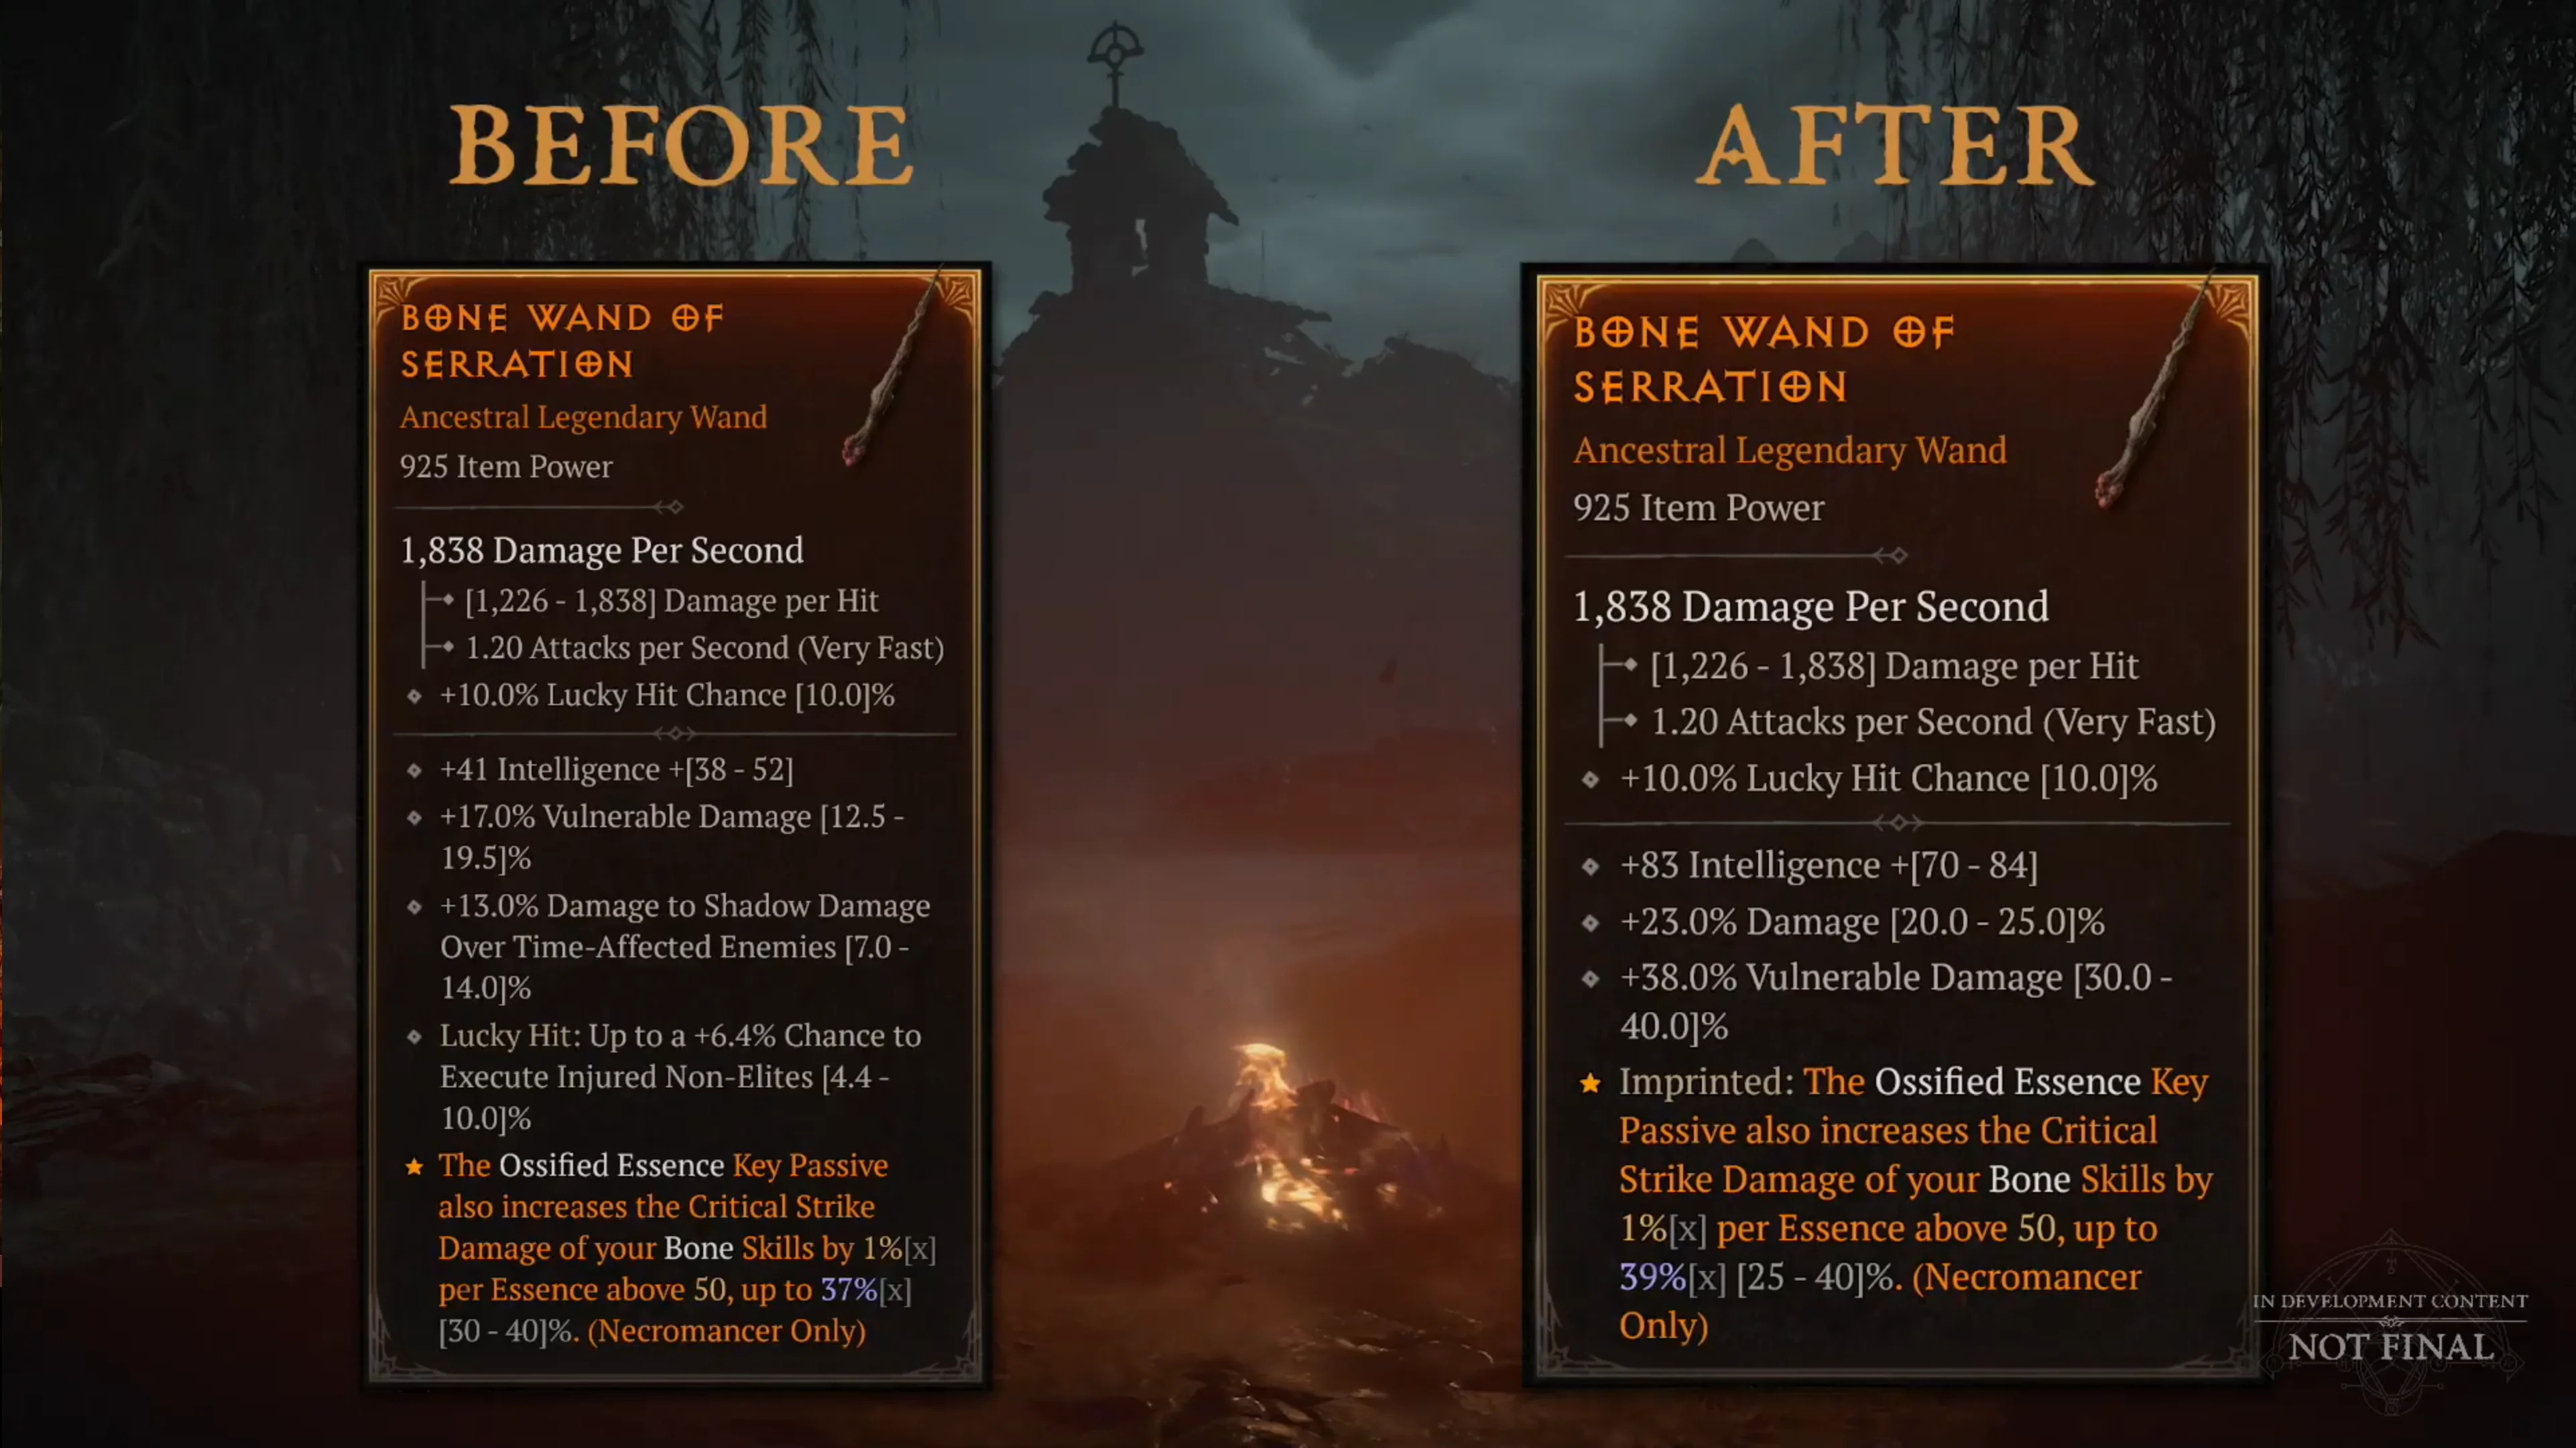 BEFORE
BONE WAND OF
SERRATION
Ancestral Legendary Wand
925 Item Power
1,838 Damage Per Second
[1,226 - 1,838] Damage per Hit
1.20 Attacks per Second (Very Fast)
+10.0% Lucky Hit Chance [10.0]%
+41 Intelligence +[38 - 52]
+17.0% Vulnerable Damage [12.5 -
19.5]%
+13.0% Damage to Shadow Damage
Over Time-Affected Enemies [7.0 -
14.0]%
Lucky Hit: Up to a +6.4% Chance to
Execute Injured Non-Elites [4.4 -
10.0]%
The Ossified Essence Key Passive
also increases the Critical Strike
Damage of your Bone Skills by 1%[x]
per Essence above 50, up to 37%[x]
[30 - 40]%. (Necromancer Only)
AFTER
BONE WAND OF
SERRATION
Ancestral Legendary Wand
925 Item Power
1,838 Damage Per Second
[1,226 - 1,838] Damage per Hit
1.20 Attacks per Second (Very Fast)
+10.0% Lucky Hit Chance [10.0]%
+83 Intelligence +[70 - 84]
+23.0% Damage [20.0 - 25.0]%
+38.0% Vulnerable Damage [30.0 -
40.0]%
Imprinted: The Ossified Essence Key
Passive also increases the Critical
Strike Damage of your Bone Skills by
1%[x] per Essence above 50, up to
39%[x] [25 - 40]%. (Necromancer
Only)
IN DEVELOPMENT CONTENT
NOT FINAL